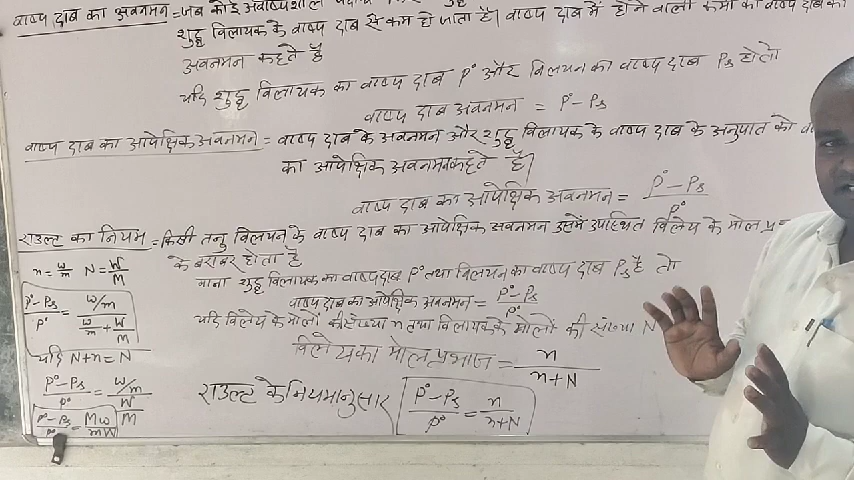 वाष्प दाब का अवनमन = जब कोई अवाष्पशील
शुद्ध विलायक के वाष्प दाब से कम हो जाता है। वाष्प दाब में होने वाली कमी को वाष्प दाब का
अवनमन कहते हैं
यदि शुद्ध विलायक का वाष्प दाब P° और विलयन का वाष्प दाब Ps हो तो
वाष्प दाब अवनमन = P° - Ps
वाष्प दाब का आपेक्षिक अवनमन = वाष्प दाब के अवनमन और शुद्ध विलायक के वाष्प दाब के अनुपात को
का आपेक्षिक अवनमन कहते हैं।
वाष्प दाब का आपेक्षिक अवनमन = P° - Ps / P°
राउल्ट का नियम = किसी तनु विलयन के वाष्प दाब का आपेक्षिक अवनमन उसमें उपस्थित विलेय के मोल प्र
के बराबर होता है
माना शुद्ध विलायक का वाष्पदाब P° तथा विलयन का वाष्प दाब Ps है तो
वाष्प दाब का आपेक्षिक अवनमन = P° - Ps / P°
यदि विलेय के मोलों की संख्या n तथा विलायक के मोलों की संख्या N
विलेय का मोल प्रभाज = n / n+N
राउल्ट के नियमानुसार P° - Ps / P° = n / n+N
n = w/m N = W/M
P° - Ps / P° = w/m / w/m + W/M
यदि N+n = N
P° - Ps / P° = w/m / W/M
P° - Ps / P° = Mw / mW